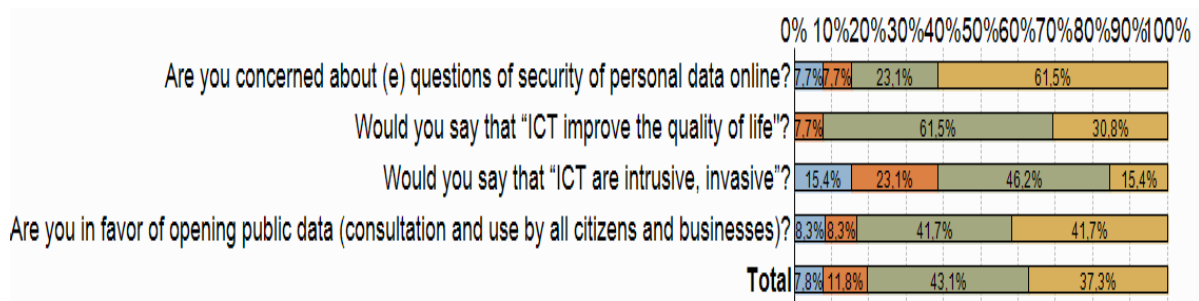 0% 10%20%30%40%50%60%70%80%90%100%
Are you concerned about (e) questions of security of personal data online? 7,7% 7,7% 23,1% 61,5%
Would you say that “ICT improve the quality of life”? 7,7% 61,5% 30,8%
Would you say that “ICT are intrusive, invasive”? 15,4% 23,1% 46,2% 15,4%
Are you in favor of opening public data (consultation and use by all citizens and businesses)? 8,3% 8,3% 41,7% 41,7%
Total 7,8% 11,8% 43,1% 37,3%